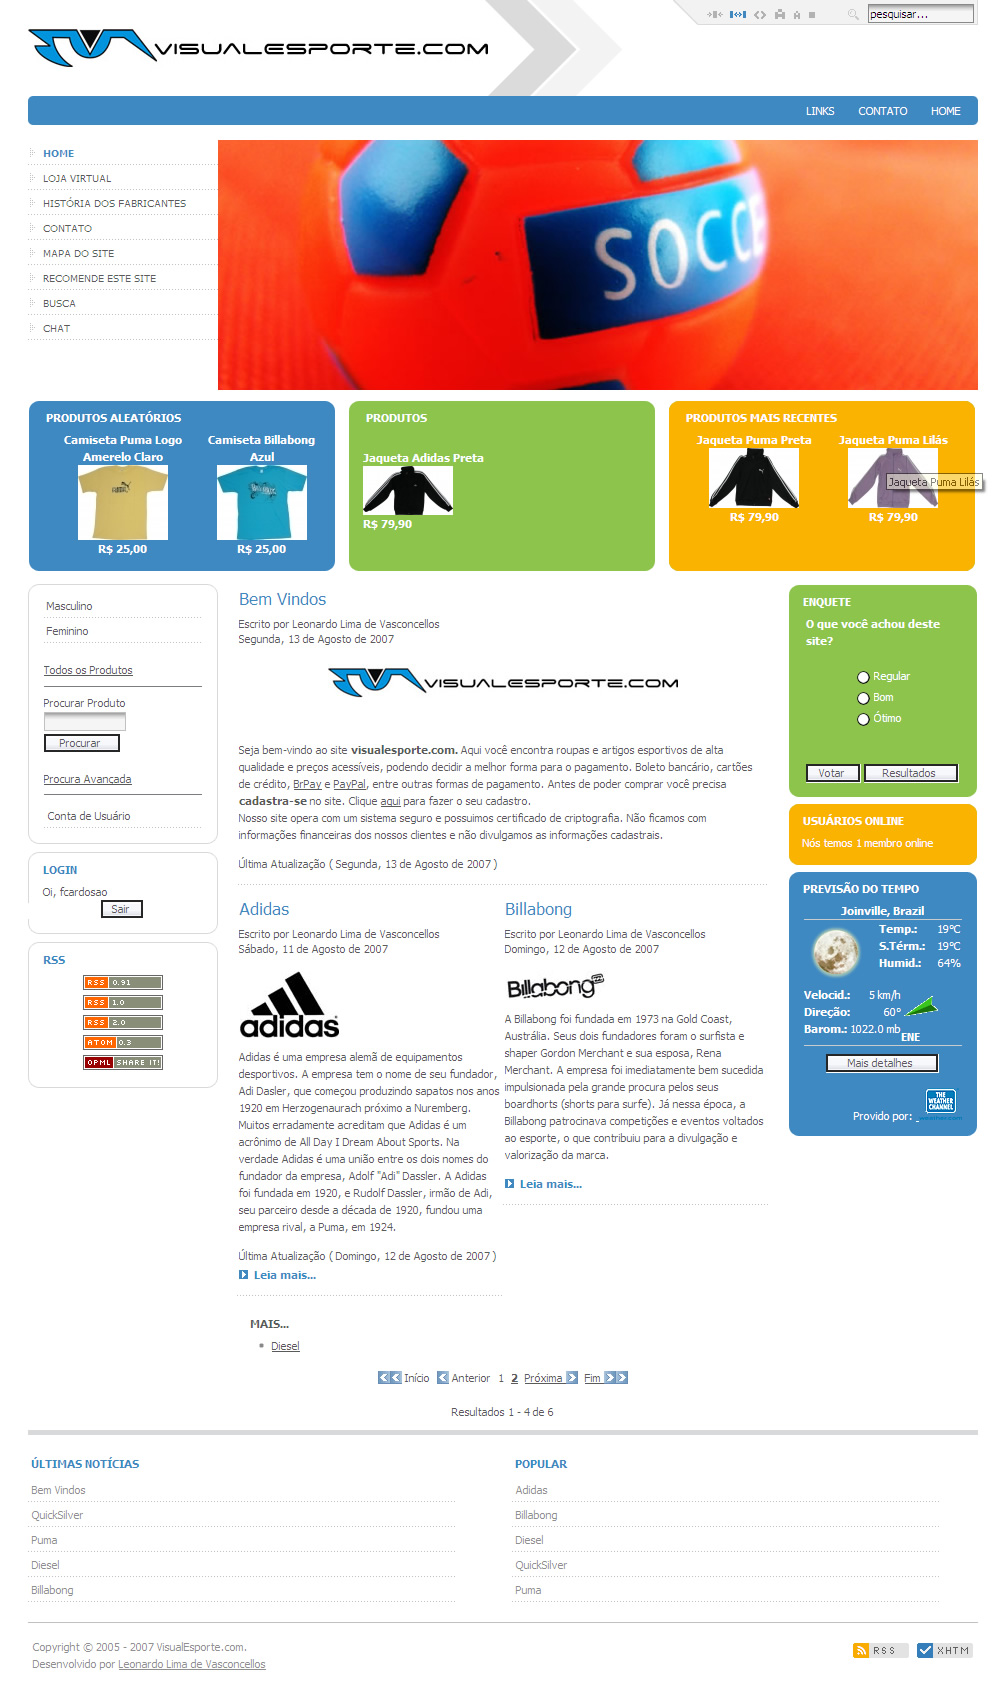 pesquisar...
VISUALESPORTE.COM
LINKS CONTATO HOME
HOME
LOJA VIRTUAL
HISTÓRIA DOS FABRICANTES
CONTATO
MAPA DO SITE
RECOMENDE ESTE SITE
BUSCA
CHAT
SOCCE
PRODUTOS ALEATÓRIOS
Camiseta Puma Logo
Amerelo Claro
R$ 25,00
Camiseta Billabong
Azul
R$ 25,00
PRODUTOS
Jaqueta Adidas Preta
R$ 79,90
PRODUTOS MAIS RECENTES
Jaqueta Puma Preta
R$ 79,90
Jaqueta Puma Lilás
Jaqueta Puma Lilás
R$ 79,90
Masculino
Feminino
Todos os Produtos
Procurar Produto
Procurar
Procura Avançada
Conta de Usuário
LOGIN
Oi, fcardosao
Sair
RSS
RSS 0.91
RSS 1.0
RSS 2.0
ATOM 0.3
OPML SHARE IT!
Bem Vindos
Escrito por Leonardo Lima de Vasconcellos
Segunda, 13 de Agosto de 2007
VISUALESPORTE.COM
Seja bem-vindo ao site visualesporte.com. Aqui você encontra roupas e artigos esportivos de alta
qualidade e preços acessíveis, podendo decidir a melhor forma para o pagamento. Boleto bancário, cartões
de crédito, BrPay e PayPal, entre outras formas de pagamento. Antes de poder comprar você precisa
cadastra-se no site. Clique aqui para fazer o seu cadastro.
Nosso site opera com um sistema seguro e possuimos certificado de criptografia. Não ficamos com
informações financeiras dos nossos clientes e não divulgamos as informações cadastrais.
Última Atualização ( Segunda, 13 de Agosto de 2007 )
Adidas
Escrito por Leonardo Lima de Vasconcellos
Sábado, 11 de Agosto de 2007
adidas
Adidas é uma empresa alemã de equipamentos
desportivos. A empresa tem o nome de seu fundador,
Adi Dasler, que começou produzindo sapatos nos anos
1920 em Herzogenaurach próximo a Nuremberg.
Muitos erradamente acreditam que Adidas é um
acrônimo de All Day I Dream About Sports. Na
verdade Adidas é uma união entre os dois nomes do
fundador da empresa, Adolf "Adi" Dassler. A Adidas
foi fundada em 1920, e Rudolf Dassler, irmão de Adi,
seu parceiro desde a década de 1920, fundou uma
empresa rival, a Puma, em 1924.
Última Atualização ( Domingo, 12 de Agosto de 2007 )
Leia mais...
Billabong
Escrito por Leonardo Lima de Vasconcellos
Domingo, 12 de Agosto de 2007
Billabong
A Billabong foi fundada em 1973 na Gold Coast,
Austrália. Seus dois fundadores foram o surfista e
shaper Gordon Merchant e sua esposa, Rena
Merchant. A empresa foi imediatamente bem sucedida
impulsionada pela grande procura pelos seus
boardhorts (shorts para surfe). Já nessa época, a
Billabong patrocinava competições e eventos voltados
ao esporte, o que contribuiu para a divulgação e
valorização da marca.
Leia mais...
MAIS...
Diesel
Início Anterior 1 2 Próxima Fim
Resultados 1 - 4 de 6
ENQUETE
O que você achou deste
site?
Regular
Bom
Ótimo
Votar Resultados
USUÁRIOS ONLINE
Nós temos 1 membro online
PREVISÃO DO TEMPO
Joinville, Brazil
Temp.: 19°C
S.Térm.: 19°C
Humid.: 64%
Velocid.: 5 km/h
Direção: 60°
Barom.: 1022.0 mb
ENE
Mais detalhes
Provido por:
THE
WEATHER
CHANNEL
ÚLTIMAS NOTÍCIAS
Bem Vindos
QuickSilver
Puma
Diesel
Billabong
POPULAR
Adidas
Billabong
Diesel
QuickSilver
Puma
Copyright © 2005 - 2007 VisualEsporte.com.
Desenvolvido por Leonardo Lima de Vasconcellos
RSS XHTM